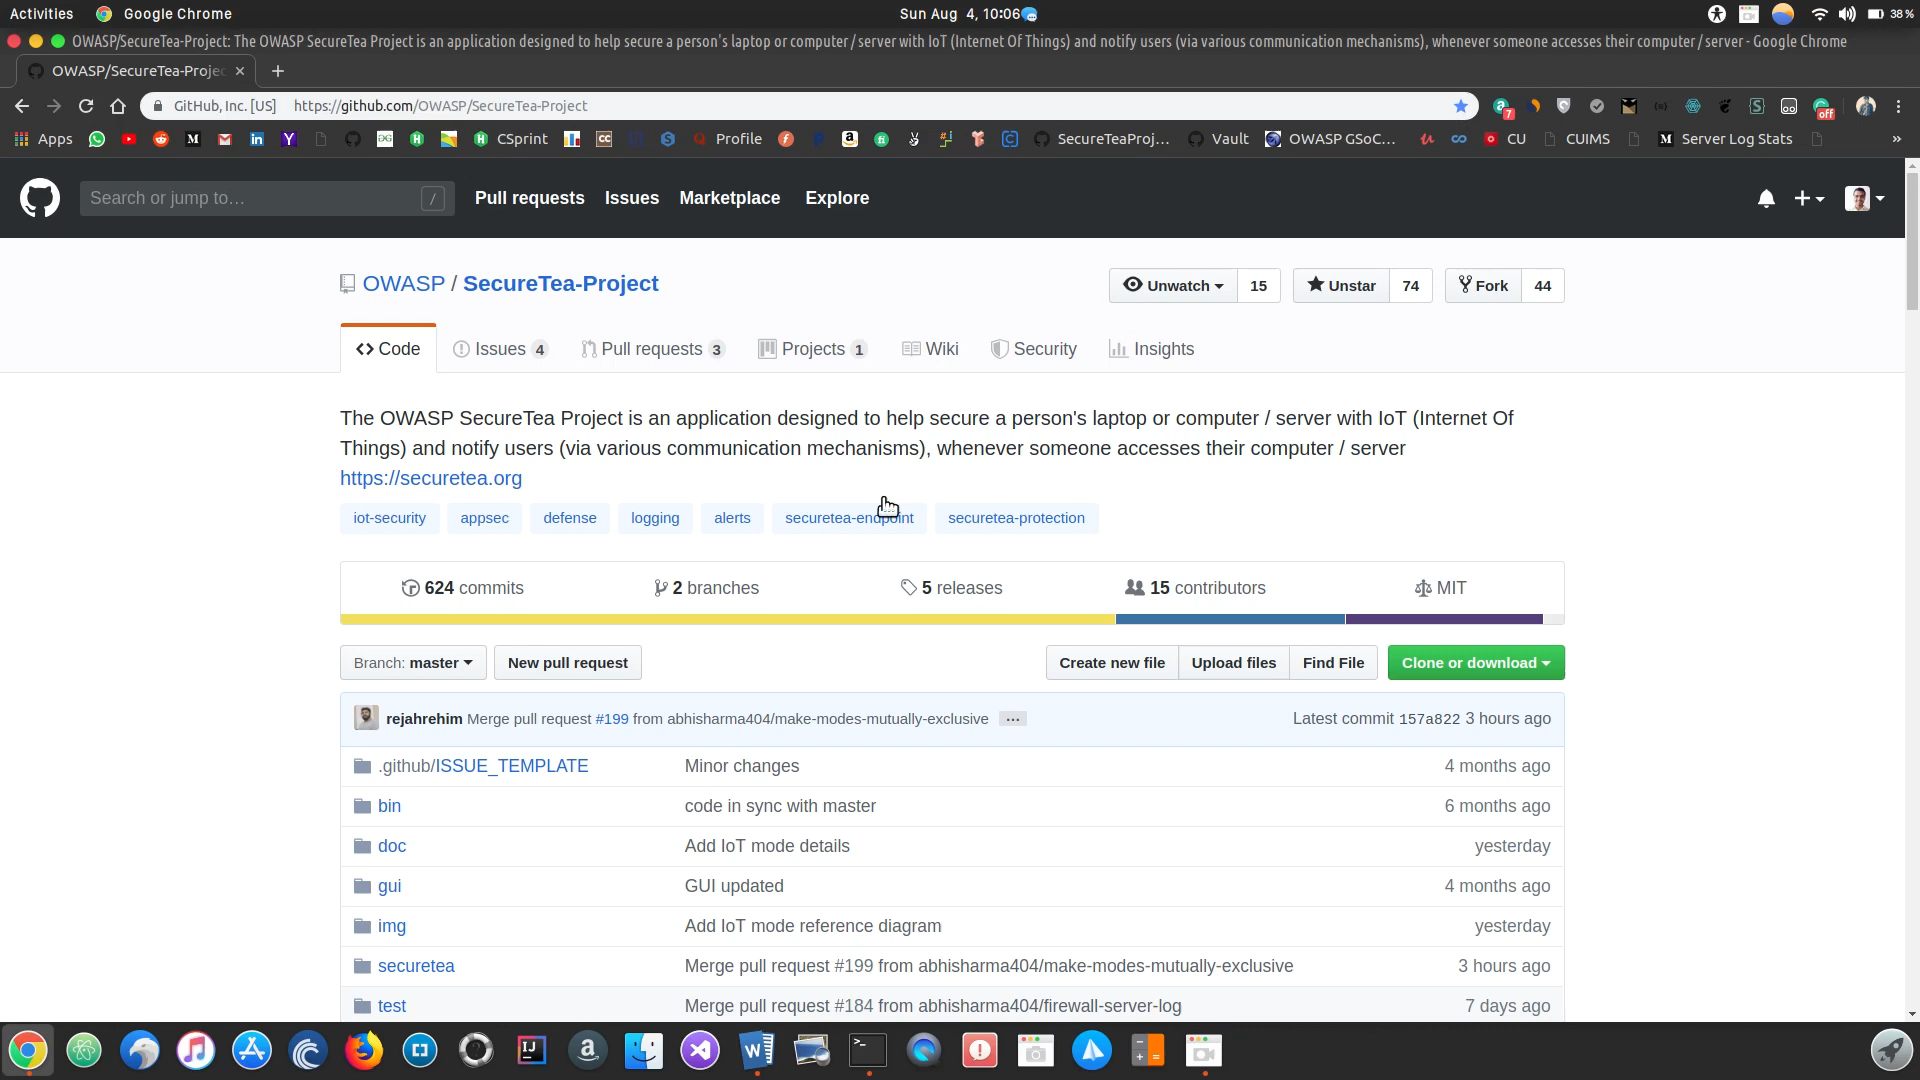 Activities Google Chrome Sun Aug 4, 10:06 38 %
OWASP/SecureTea-Project: The OWASP SecureTea Project is an application designed to help secure a person's laptop or computer / server with IoT (Internet Of Things) and notify users (via various communication mechanisms), whenever someone accesses their computer / server - Google Chrome
OWASP/SecureTea-Projec
GitHub, Inc. [US] https://github.com/OWASP/SecureTea-Project 7 off
Apps CSprint Profile SecureTeaProj... Vault OWASP GSoC... CU CUIMS Server Log Stats »
Search or jump to... / Pull requests Issues Marketplace Explore
OWASP / SecureTea-Project Unwatch 15 Unstar 74 Fork 44
Code Issues 4 Pull requests 3 Projects 1 Wiki Security Insights
The OWASP SecureTea Project is an application designed to help secure a person's laptop or computer / server with IoT (Internet Of
Things) and notify users (via various communication mechanisms), whenever someone accesses their computer / server
https://securetea.org
iot-security appsec defense logging alerts securetea-endpoint securetea-protection
624 commits 2 branches 5 releases 15 contributors MIT
Branch: master New pull request Create new file Upload files Find File Clone or download
rejahrehim Merge pull request #199 from abhisharma404/make-modes-mutually-exclusive ... Latest commit 157a822 3 hours ago
.github/ISSUE_TEMPLATE Minor changes 4 months ago
bin code in sync with master 6 months ago
doc Add IoT mode details yesterday
gui GUI updated 4 months ago
img Add IoT mode reference diagram yesterday
securetea Merge pull request #199 from abhisharma404/make-modes-mutually-exclusive 3 hours ago
test Merge pull request #184 from abhisharma404/firewall-server-log 7 days ago